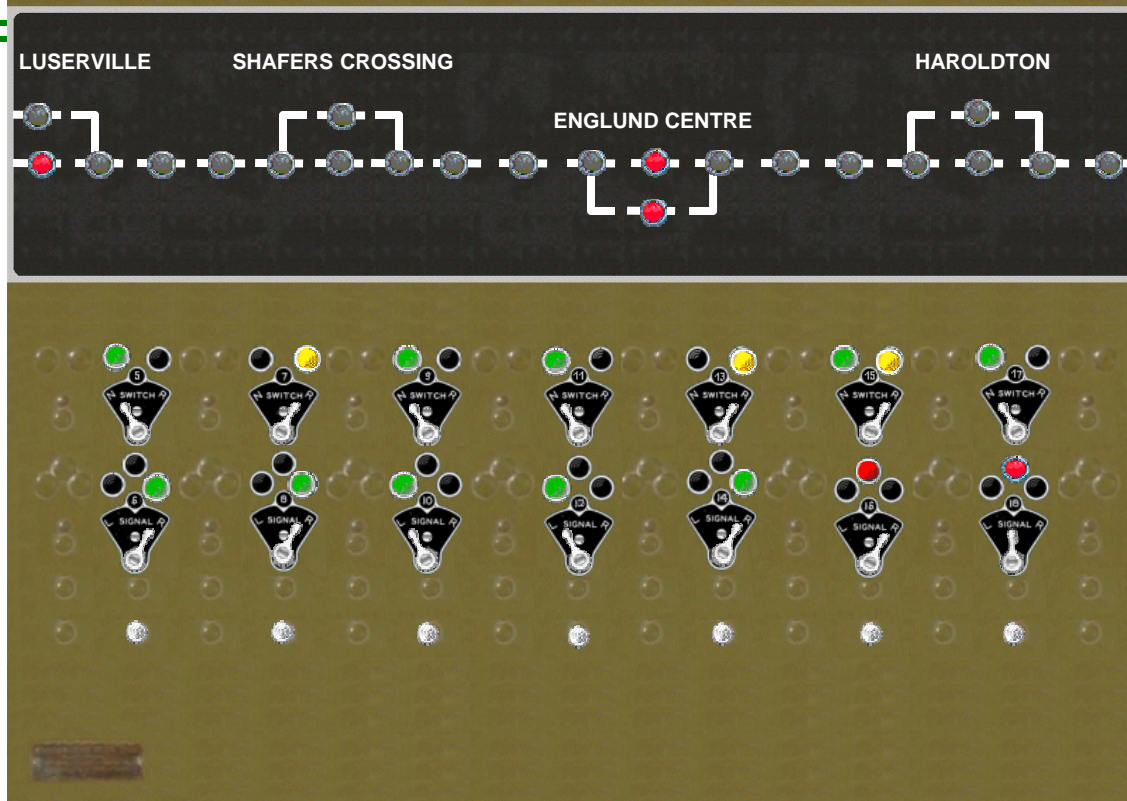 LUSERVILLE SHAFERS CROSSING HAROLDTON
ENGLUND CENTRE
5 7 9 11 13 15 17
N SWITCH R N SWITCH R N SWITCH R N SWITCH R N SWITCH R N SWITCH R N SWITCH R
6 8 10 12 14 16 18
L SIGNAL R L SIGNAL R L SIGNAL R L SIGNAL R L SIGNAL R L SIGNAL R L SIGNAL R